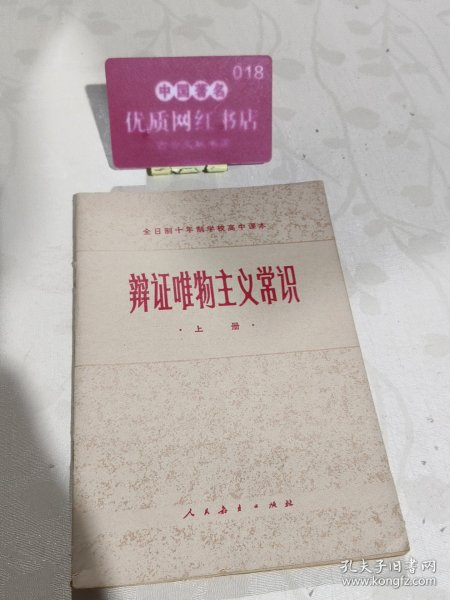 018
中国著名
优质网红书店
全日制十年制学校高中课本
辩证唯物主义常识
·上 册·
人民教育出版社
孔夫子旧书网
www.kongfz.com